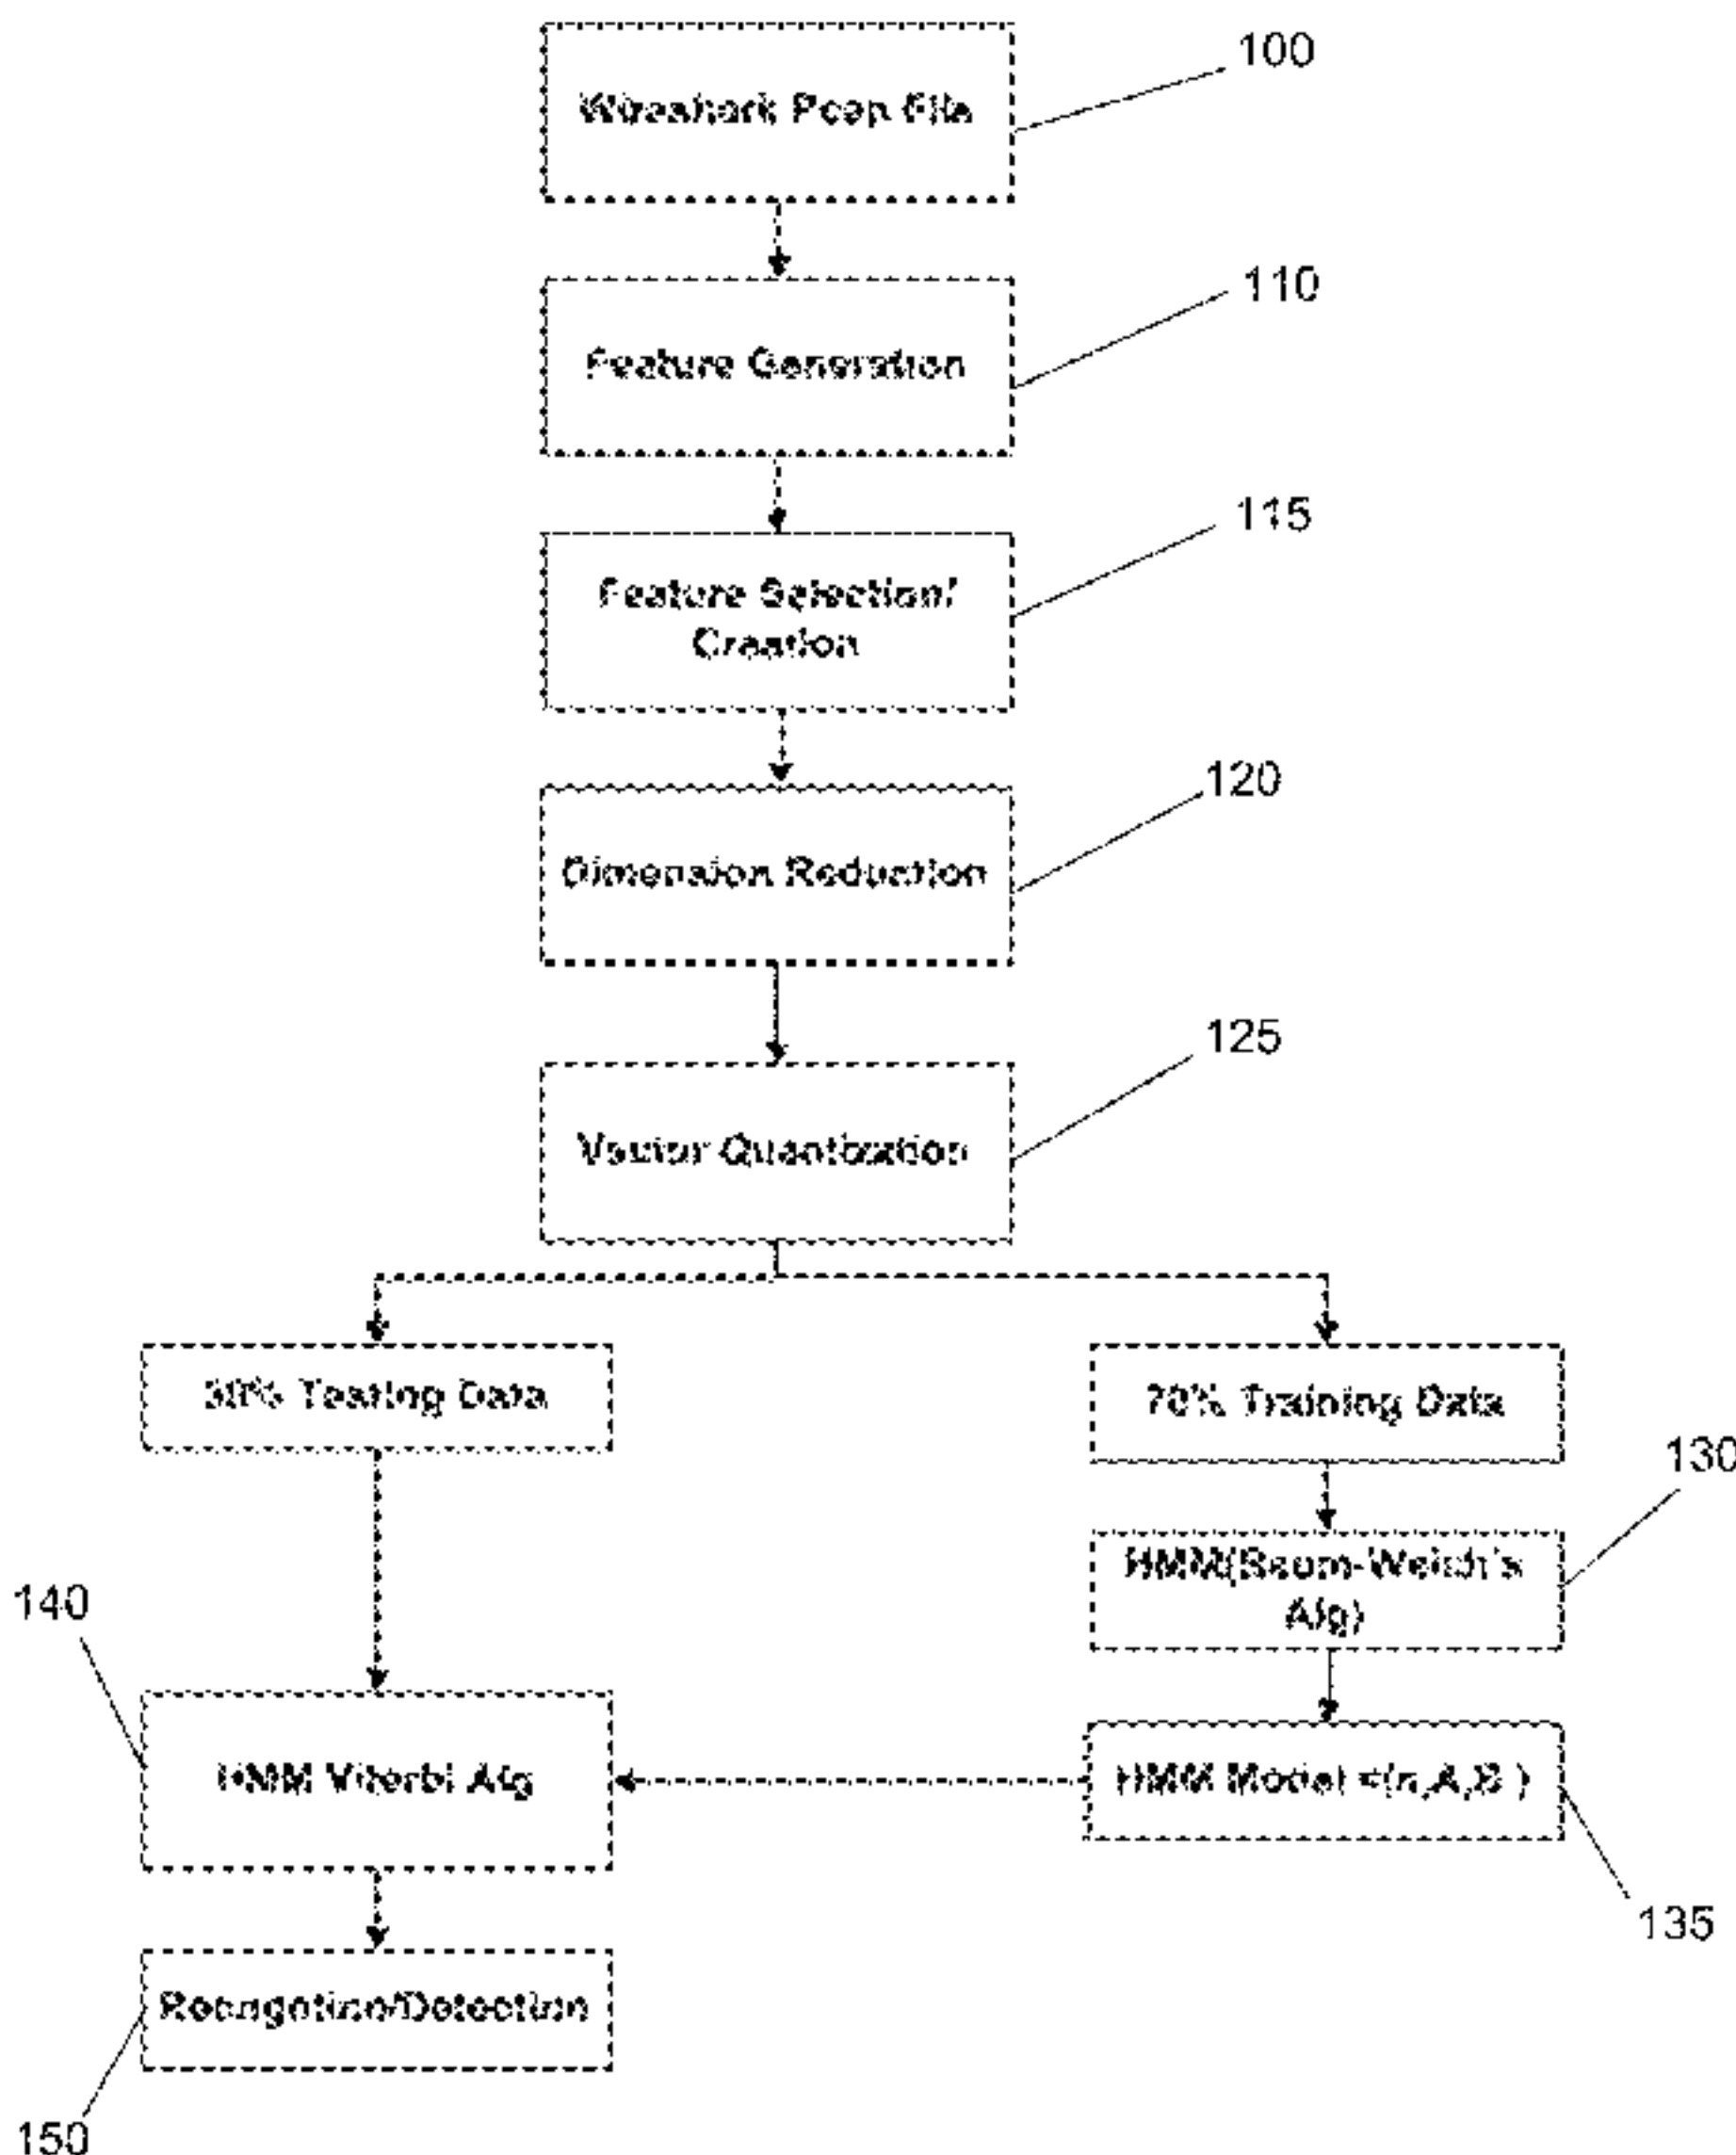 Wireshark Pcap File
100
Feature Generation
110
Feature Selection/
Creation
115
Dimension Reduction
120
Vector Quantization
125
30% Testing Data
70% Training Data
130
HMM(Baum-Welch's
Alg)
140
HMM Viterbi Alg
HMM Model =(π,A,B )
135
Recognition/Detection
150